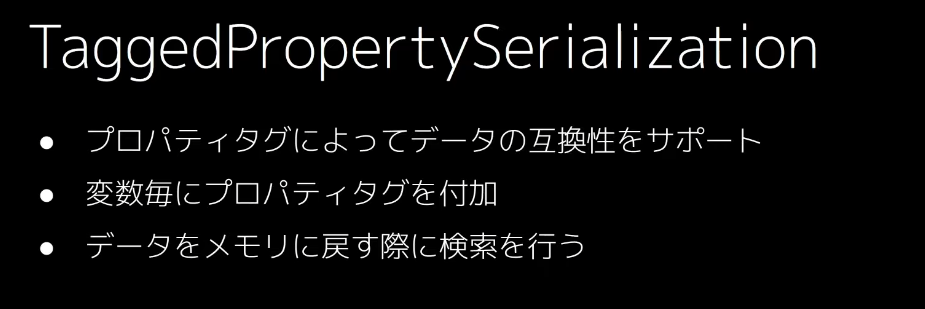 TaggedPropertySerialization
● プロパティタグによってデータの互換性をサポート
● 変数毎にプロパティタグを付加
● データをメモリに戻す際に検索を行う